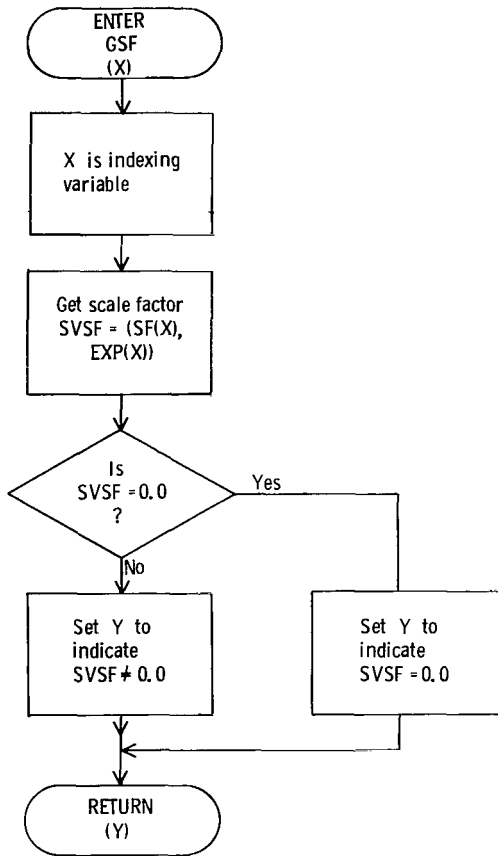 ENTER
GSF
(X)
X is indexing
variable
Get scale factor
SVSF = (SF(X),
EXP(X))
Is
SVSF = 0.0
?
Yes
No
Set Y to
indicate
SVSF ≠ 0.0
Set Y to
indicate
SVSF = 0.0
RETURN
(Y)